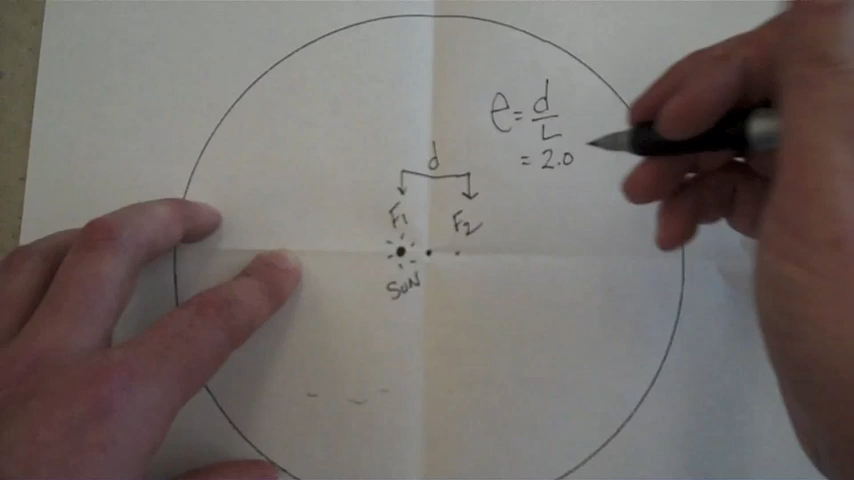 e = d/L
= 2.0
d
F1 F2
SUN